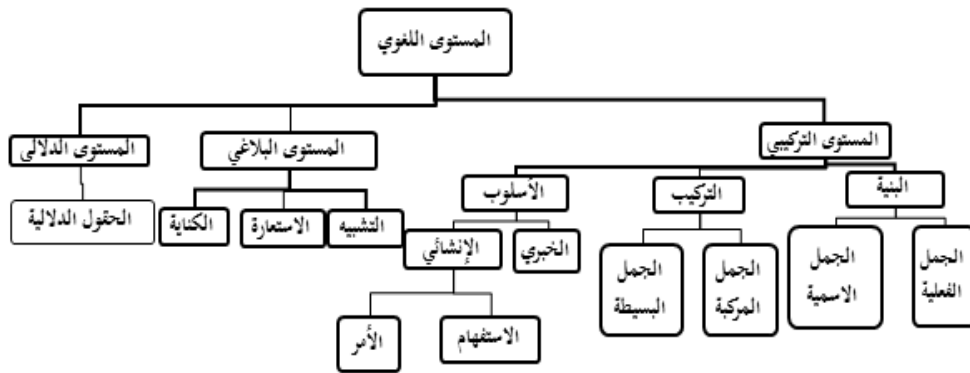 المستوى اللغوي
المستوى التركيبي
المستوى البلاغي
المستوى الدلالي
البنية
التركيب
الأسلوب
التشبيه
الاستعارة
الكناية
الحقول الدلالية
الجمل
الفعلية
الجمل
الاسمية
الجمل
المركبة
الجمل
البسيطة
الخبري
الإنشائي
الاستفهام
الأمر